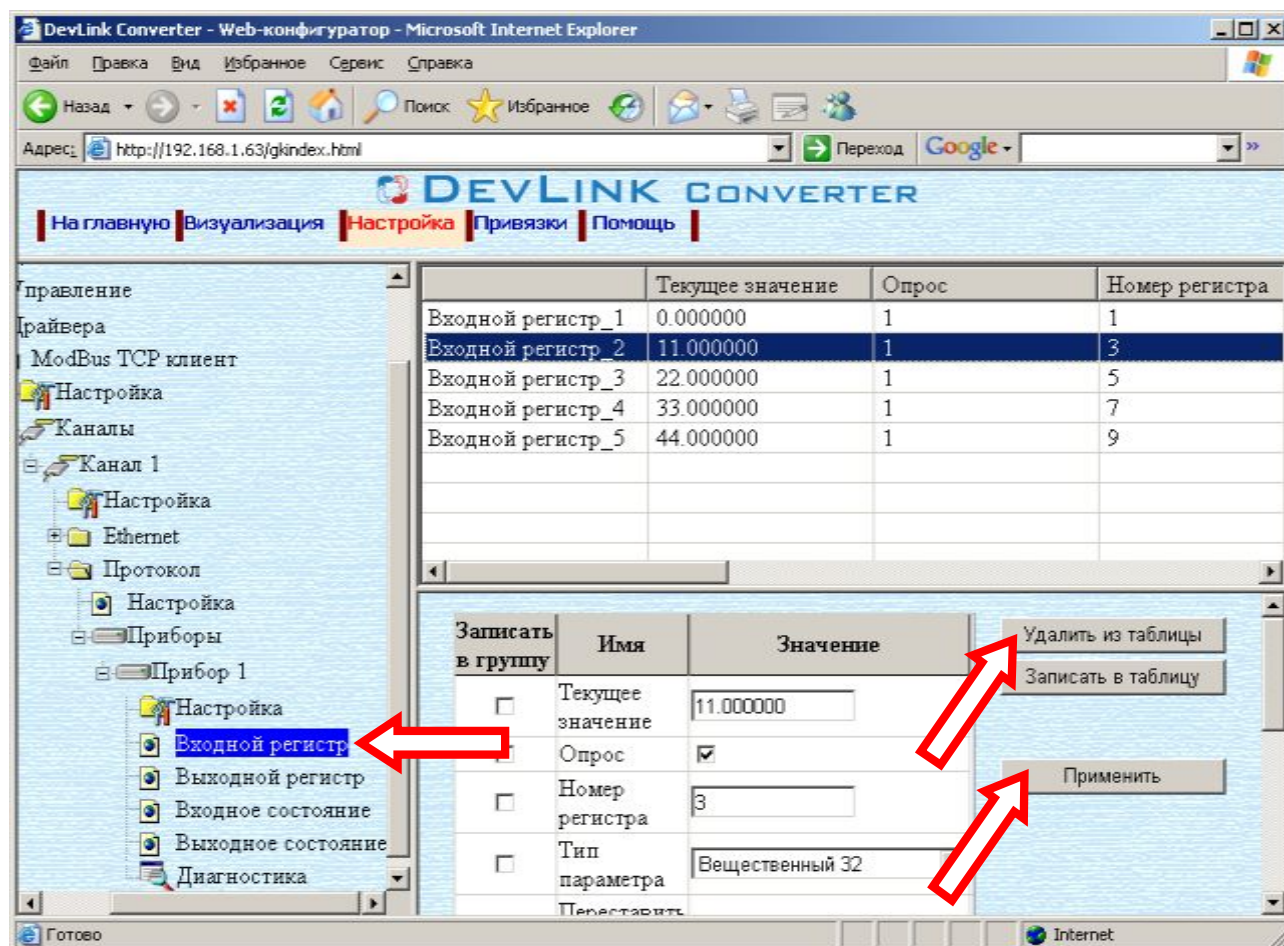 DevLink Converter - Web-конфигуратор - Microsoft Internet Explorer
Файл Правка Вид Избранное Сервис Справка
Назад Поиск Избранное
Адрес: http://192.168.1.63/gkindex.html Переход Google
DEVLINK CONVERTER
На главную Визуализация Настройка Привязки Помощь
правление
райвера
ModBus TCP клиент
Настройка
Каналы
Канал 1
Настройка
Ethernet
Протокол
Настройка
Приборы
Прибор 1
Настройка
Входной регистр
Выходной регистр
Входное состояние
Выходное состояние
Диагностика
Текущее значение Опрос Номер регистра
Входной регистр_1 0.000000 1 1
Входной регистр_2 11.000000 1 3
Входной регистр_3 22.000000 1 5
Входной регистр_4 33.000000 1 7
Входной регистр_5 44.000000 1 9
Записать в группу Имя Значение
Текущее значение 11.000000
Опрос
Номер регистра 3
Тип параметра Вещественный 32
Переставить
Удалить из таблицы
Записать в таблицу
Применить
Готово Internet